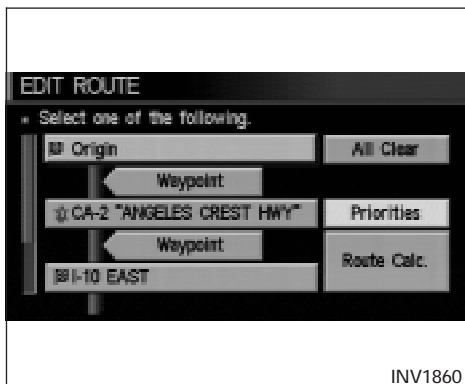 EDIT ROUTE
Select one of the following.
Origin
All Clear
Waypoint
CA-2 "ANGELES CREST HWY"
Priorities
Waypoint
Route Calc.
I-10 EAST
INV1860